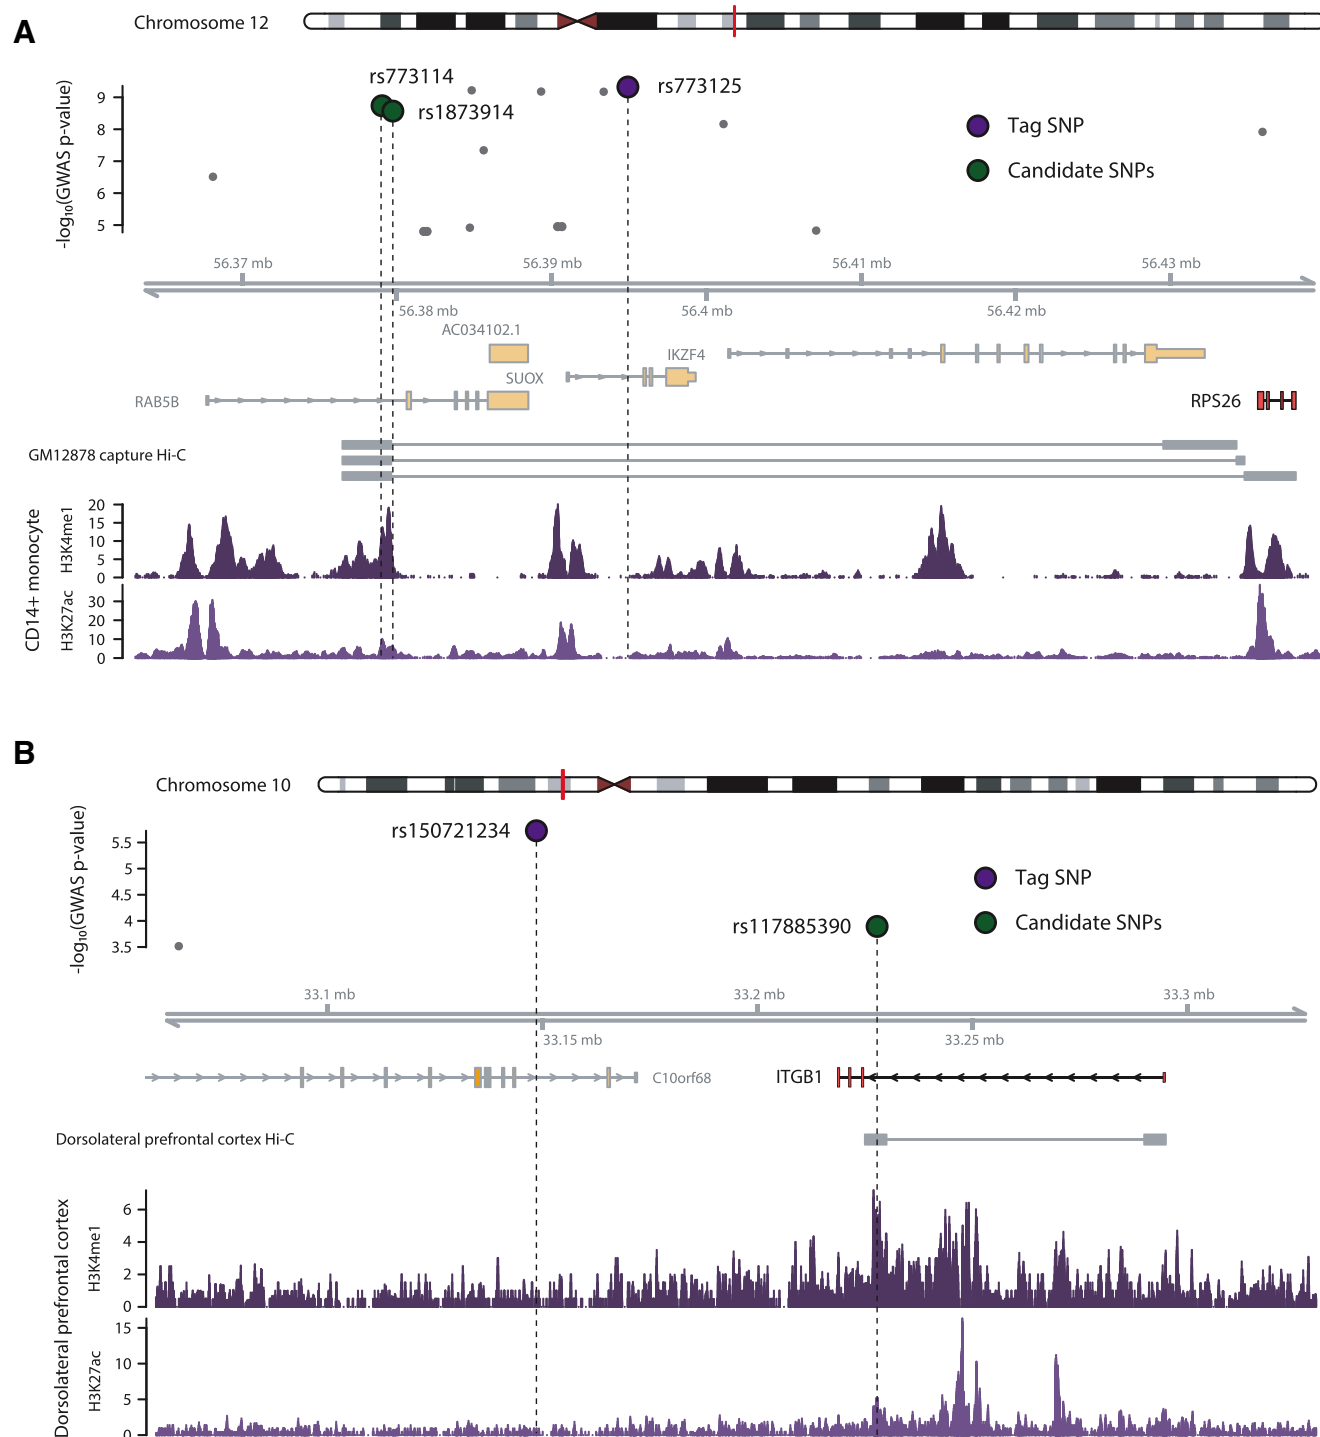 A
Chromosome 12
rs773114
rs1873914
rs773125
Tag SNP
Candidate SNPs
-log10(GWAS p-value)
9
8
7
6
5
56.37 mb
56.39 mb
56.41 mb
56.43 mb
56.38 mb
56.4 mb
56.42 mb
AC034102.1
IKZF4
SUOX
RAB5B
RPS26
GM12878 capture Hi-C
CD14+ monocyte
H3K4me1
20
15
10
5
0
H3K27ac
30
20
10
0
B
Chromosome 10
rs150721234
rs117885390
Tag SNP
Candidate SNPs
-log10(GWAS p-value)
5.5
5
4.5
4
3.5
33.1 mb
33.2 mb
33.3 mb
33.15 mb
33.25 mb
C10orf68
ITGB1
Dorsolateral prefrontal cortex Hi-C
Dorsolateral prefrontal cortex
H3K4me1
6
4
2
0
H3K27ac
15
10
5
0